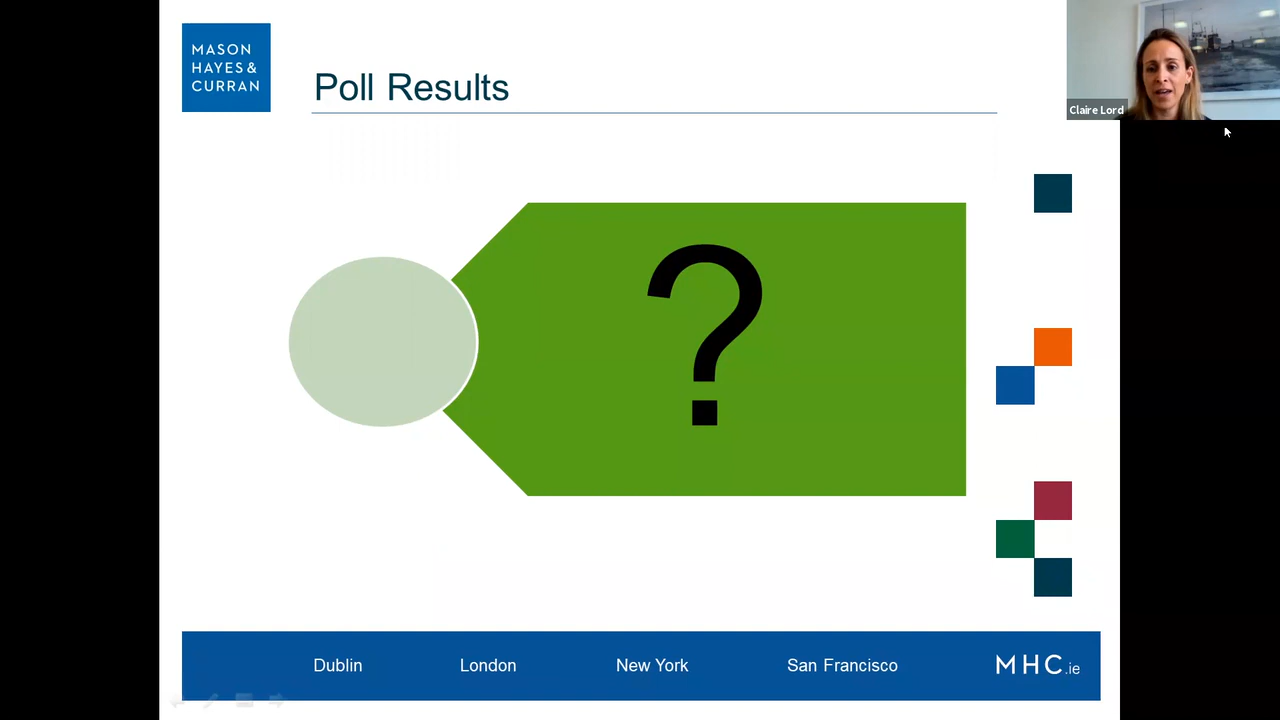 MASON
HAYES &
CURRAN
Poll Results
Claire Lord
?
Dublin
London
New York
San Francisco
MHC.ie